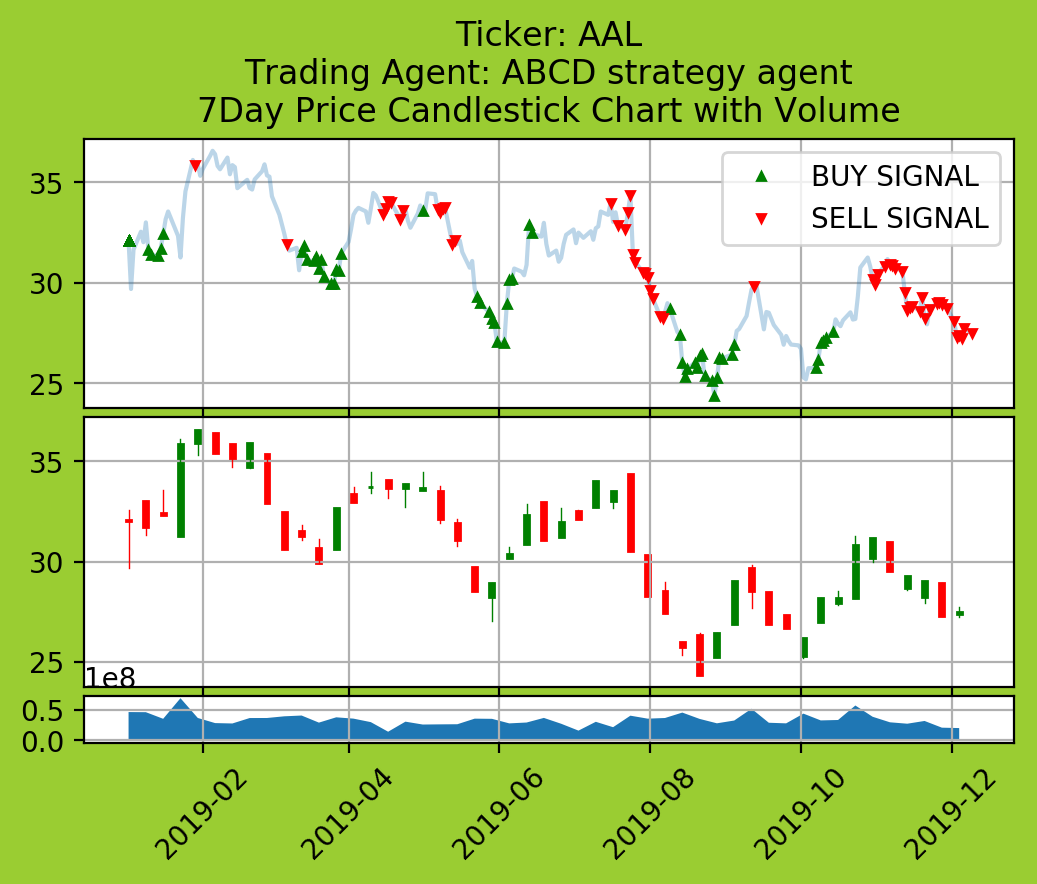 Ticker: AAL
Trading Agent: ABCD strategy agent
7Day Price Candlestick Chart with Volume
BUY SIGNAL
SELL SIGNAL
35
30
25
35
30
25
1e8
0.5
0.0
2019-02
2019-04
2019-06
2019-08
2019-10
2019-12